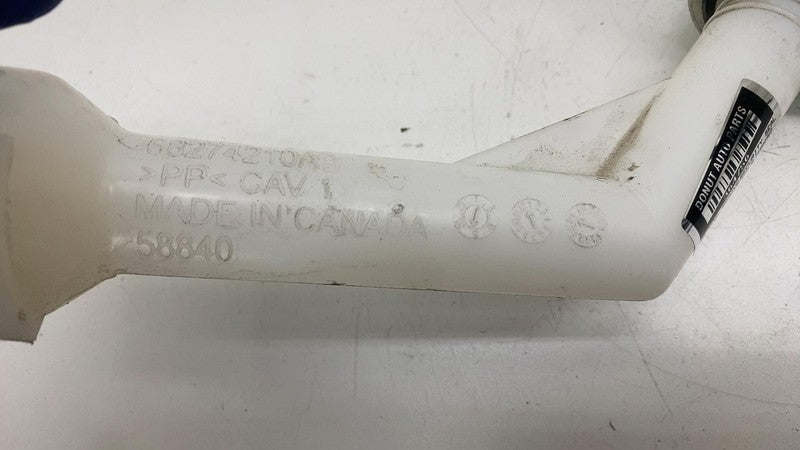 68274210A
>PP< CAV 1
MADE IN CANADA
58840
DONUT AUTO PARTS